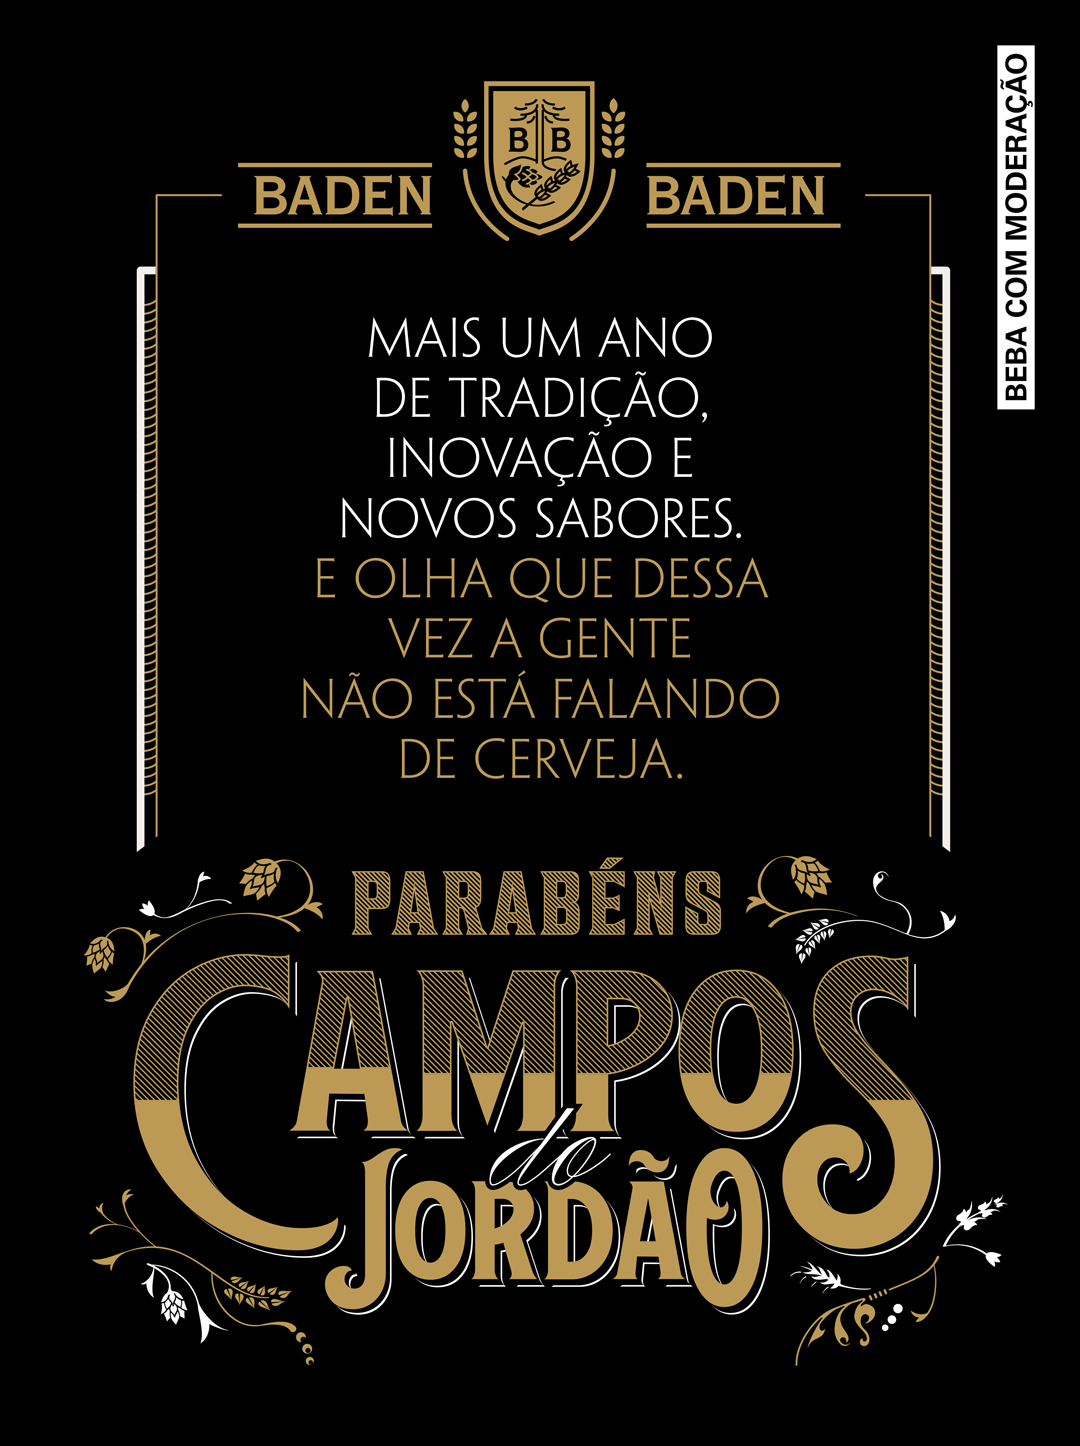 BADEN BB BADEN
BEBA COM MODERAÇÃO
MAIS UM ANO
DE TRADIÇÃO,
INOVAÇÃO E
NOVOS SABORES.
E OLHA QUE DESSA
VEZ A GENTE
NÃO ESTÁ FALANDO
DE CERVEJA.
PARABÉNS
CAMPOS
do
JORDÃO